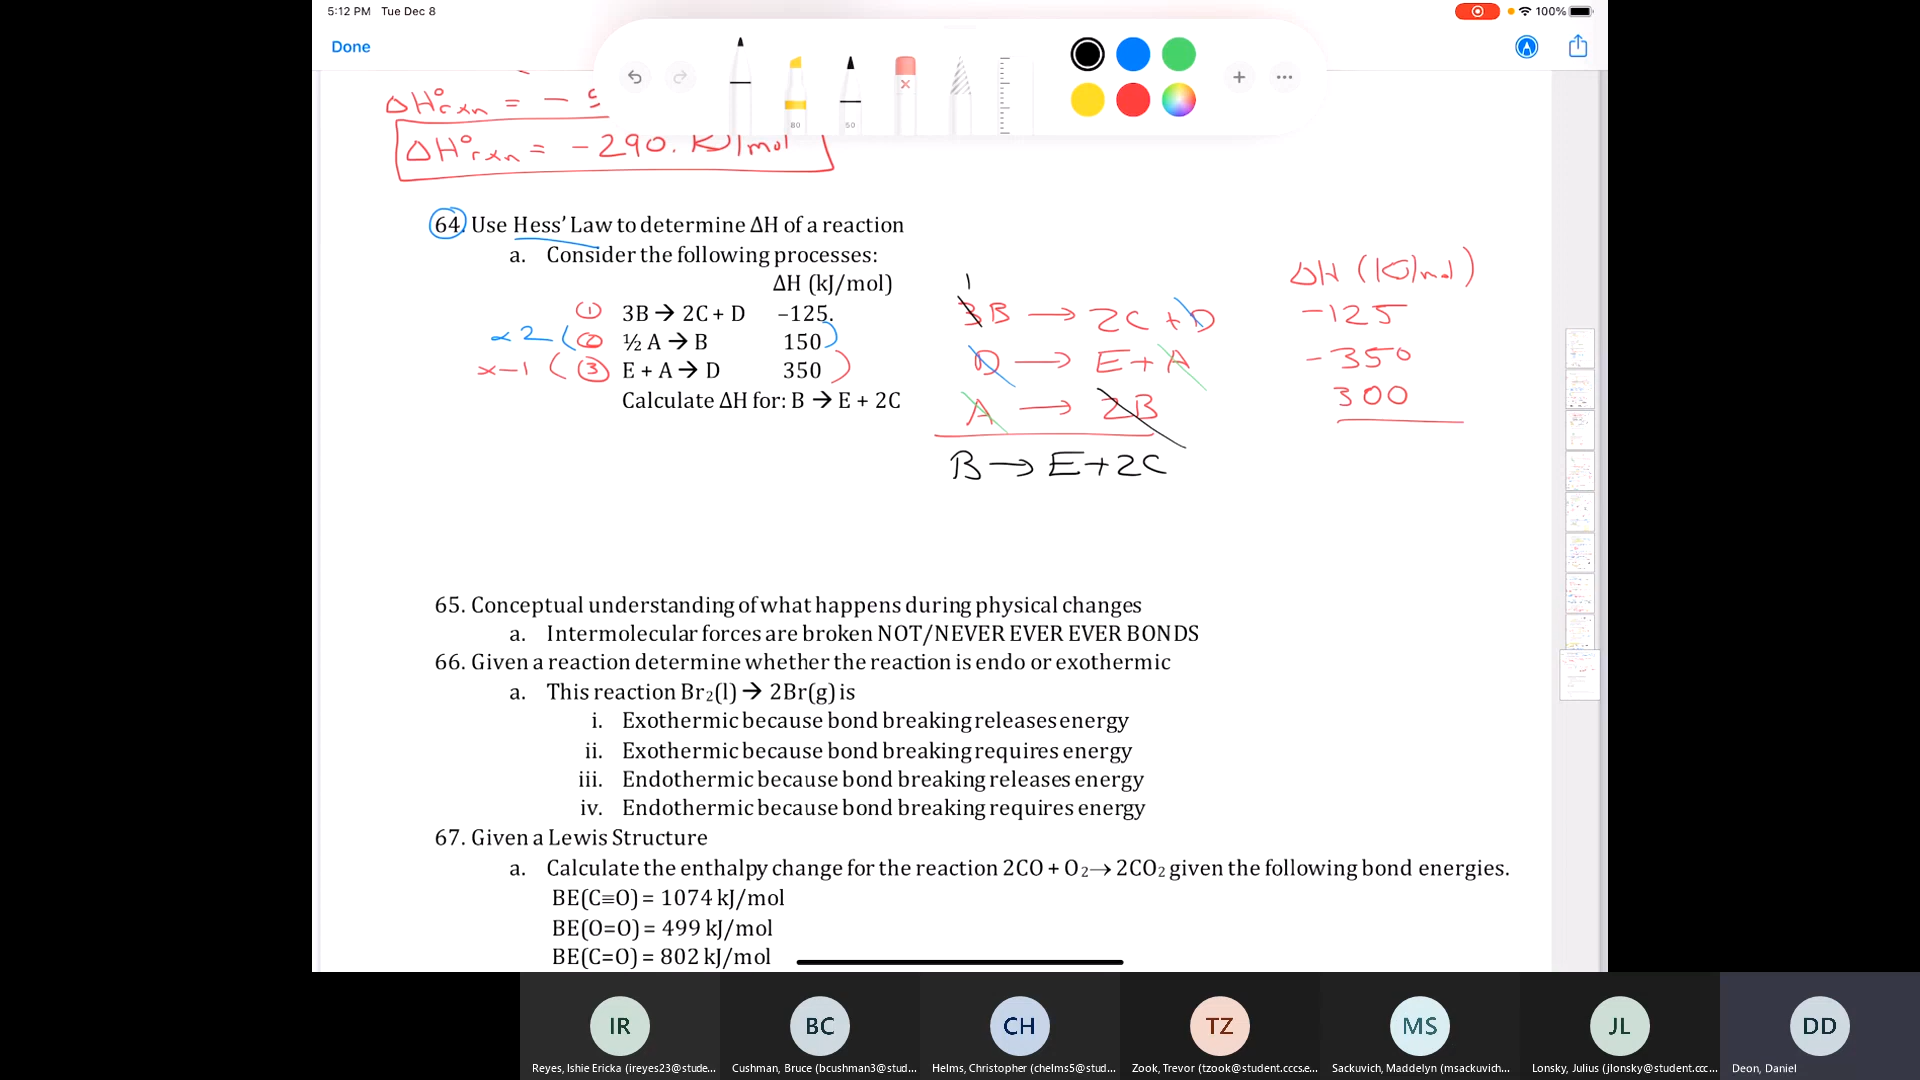 5:12 PM Tue Dec 8
100%
Done
80
50
ΔH°rxn = –
ΔH°rxn = -290. KJ/mol
64. Use Hess’ Law to determine ΔH of a reaction
a. Consider the following processes:
ΔH (kJ/mol)
① 3B → 2C + D –125.
x2 ② ½ A → B 150
x-1 ③ E + A → D 350
Calculate ΔH for: B → E + 2C
ΔH (KJ/mol)
1
3B → 2C + D -125
D → E + A -350
A → 2B 300
B → E + 2C
65. Conceptual understanding of what happens during physical changes
a. Intermolecular forces are broken NOT/NEVER EVER EVER BONDS
66. Given a reaction determine whether the reaction is endo or exothermic
a. This reaction Br₂(l) → 2Br(g) is
i. Exothermic because bond breaking releases energy
ii. Exothermic because bond breaking requires energy
iii. Endothermic because bond breaking releases energy
iv. Endothermic because bond breaking requires energy
67. Given a Lewis Structure
a. Calculate the enthalpy change for the reaction 2CO + O₂→ 2CO₂ given the following bond energies.
BE(C≡O) = 1074 kJ/mol
BE(O=O) = 499 kJ/mol
BE(C=O) = 802 kJ/mol
IR BC CH TZ MS JL DD
Reyes, Ishie Ericka (ireyes23@stude...
Cushman, Bruce (bcushman3@stud...
Helms, Christopher (chelms5@stud...
Zook, Trevor (tzook@student.cccs.e...
Sackuvich, Maddelyn (msackuvich...
Lonsky, Julius (jlonsky@student.ccc...
Deon, Daniel